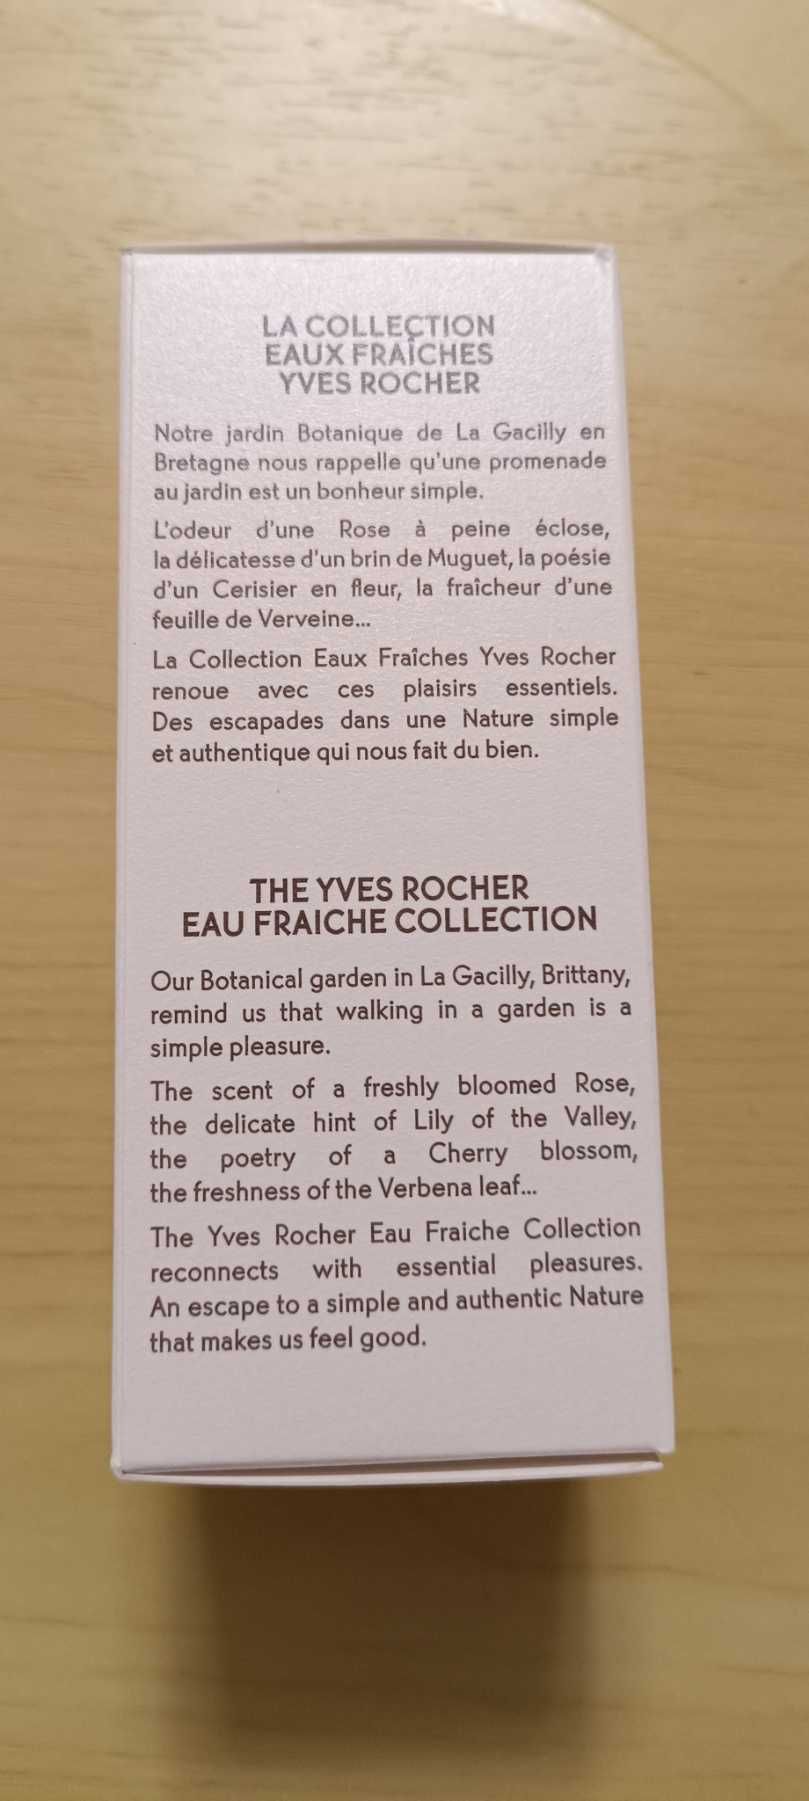 LA COLLECTION
EAUX FRAÎCHES
YVES ROCHER
Notre jardin Botanique de La Gacilly en
Bretagne nous rappelle qu'une promenade
au jardin est un bonheur simple.
L'odeur d'une Rose à peine éclose,
la délicatesse d'un brin de Muguet, la poésie
d'un Cerisier en fleur, la fraîcheur d'une
feuille de Verveine...
La Collection Eaux Fraîches Yves Rocher
renoue avec ces plaisirs essentiels.
Des escapades dans une Nature simple
et authentique qui nous fait du bien.
THE YVES ROCHER
EAU FRAICHE COLLECTION
Our Botanical garden in La Gacilly, Brittany,
remind us that walking in a garden is a
simple pleasure.
The scent of a freshly bloomed Rose,
the delicate hint of Lily of the Valley,
the poetry of a Cherry blossom,
the freshness of the Verbena leaf...
The Yves Rocher Eau Fraiche Collection
reconnects with essential pleasures.
An escape to a simple and authentic Nature
that makes us feel good.